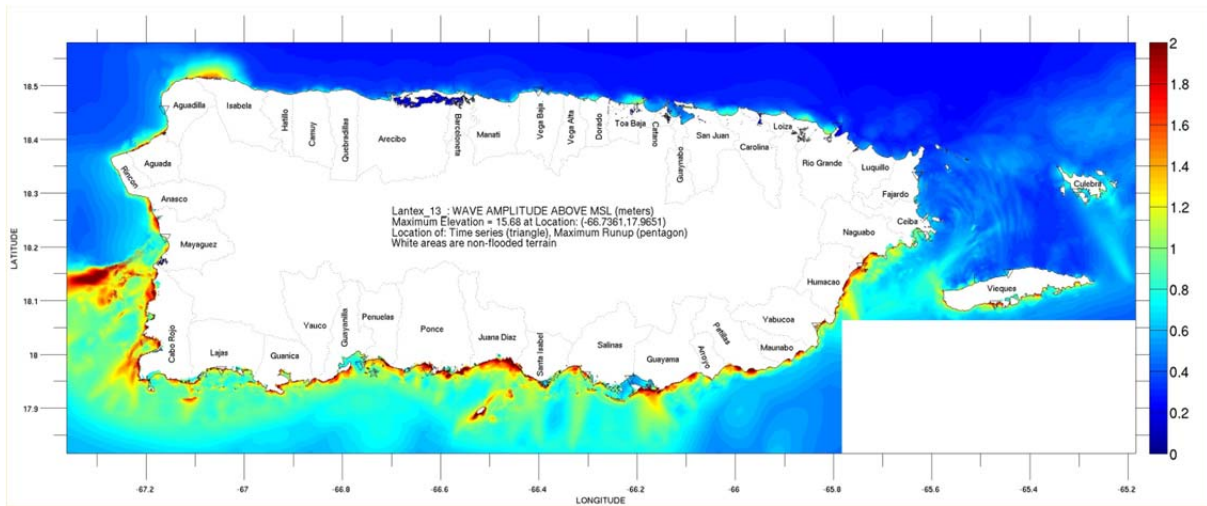 2
18.5
1.8
Aguadilla
Isabela
Hatillo
Camuy
Quebradillas
Arecibo
Barceloneta
Manati
Vega Baja
Vega Alta
Dorado
Toa Baja
Catano
Guaynabo
San Juan
Carolina
Loiza
1.6
18.4
Aguada
Rincon
Rio Grande
Luquillo
1.4
18.3
Anasco
Fajardo
Culebra
Lantex_13_: WAVE AMPLITUDE ABOVE MSL (meters)
Maximum Elevation = 15.68 at Location: (-66.7361,17.9651)
Location of: Time series (triangle), Maximum Runup (pentagon)
White areas are non-flooded terrain
Ceiba
1.2
LATITUDE
18.2
Mayaguez
Naguabo
1
18.1
Humacao
Vieques
0.8
Cabo Rojo
Lajas
Guanica
Yauco
Guayanilla
Penuelas
Ponce
Juana Diaz
Santa Isabel
Salinas
Guayama
Arroyo
Patillas
Yabucoa
Maunabo
18
0.6
0.4
17.9
0.2
0
-67.2
-67
-66.8
-66.6
-66.4
-66.2
-66
-65.8
-65.6
-65.4
-65.2
LONGITUDE